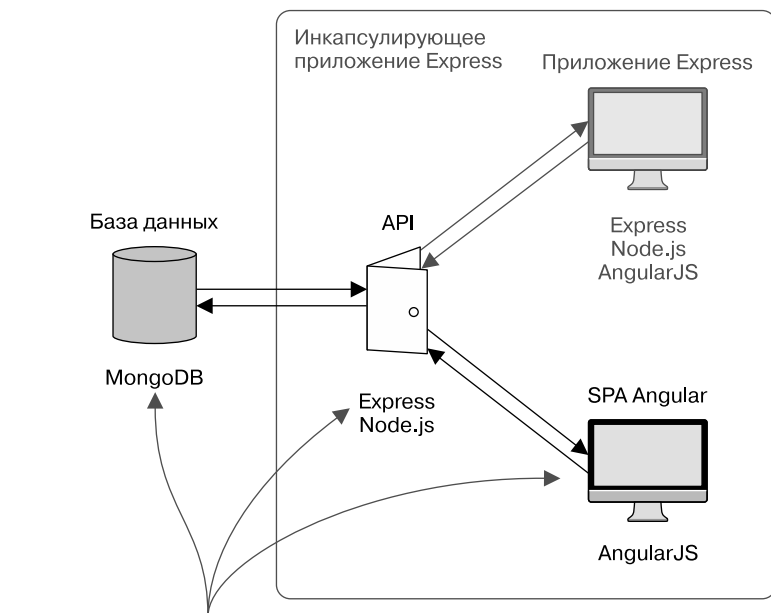 Инкапсулирующее
приложение Express
Приложение Express
База данных
API
Express
Node.js
AngularJS
MongoDB
Express
Node.js
SPA Angular
AngularJS